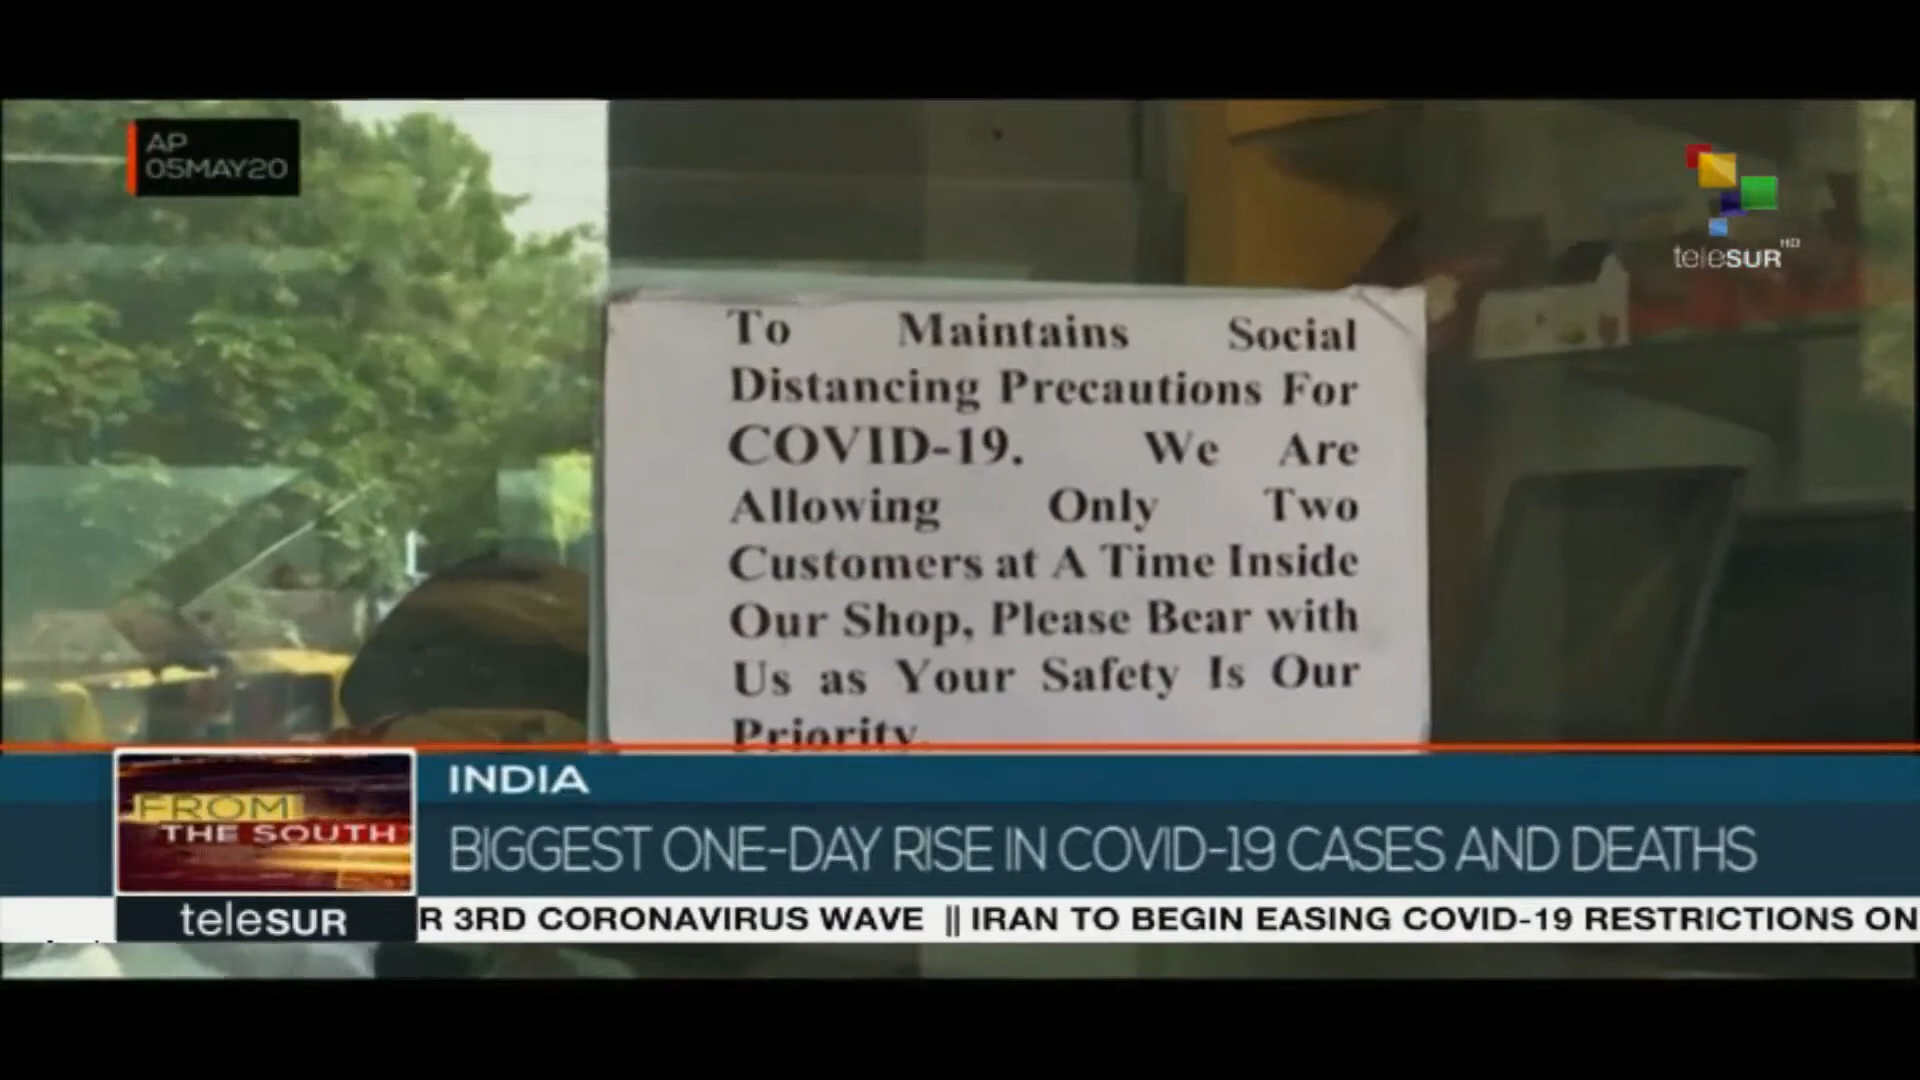 AP
05MAY20
teleSUR HD
To Maintains Social
Distancing Precautions For
COVID-19. We Are
Allowing Only Two
Customers at A Time Inside
Our Shop, Please Bear with
Us as Your Safety Is Our
Priority.
INDIA
FROM
THE SOUTH
BIGGEST ONE-DAY RISE IN COVID-19 CASES AND DEATHS
teleSUR
R 3RD CORONAVIRUS WAVE || IRAN TO BEGIN EASING COVID-19 RESTRICTIONS ON